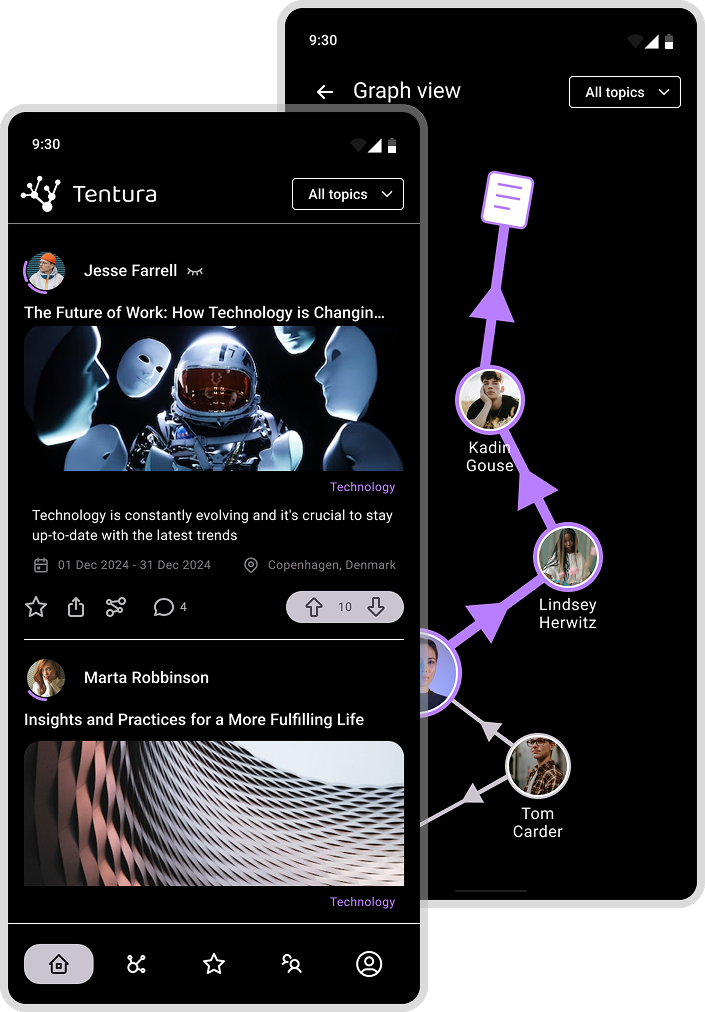 9:30
Graph view
All topics
Kadin
Gouse
Lindsey
Herwitz
Tom
Carder
9:30
Tentura
All topics
Jesse Farrell
The Future of Work: How Technology is Changin...
Technology
Technology is constantly evolving and it's crucial to stay
up-to-date with the latest trends
01 Dec 2024 - 31 Dec 2024
Copenhagen, Denmark
4
10
Marta Robbinson
Insights and Practices for a More Fulfilling Life
Technology